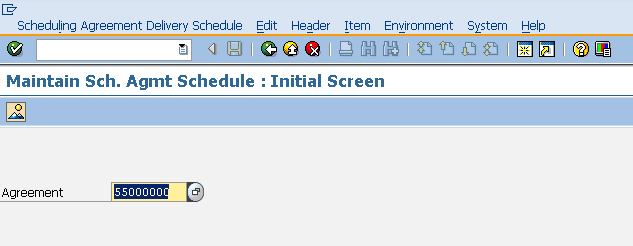 Scheduling Agreement Delivery Schedule Edit Header Item Environment System Help
Maintain Sch. Agmt Schedule : Initial Screen
Agreement 55000000